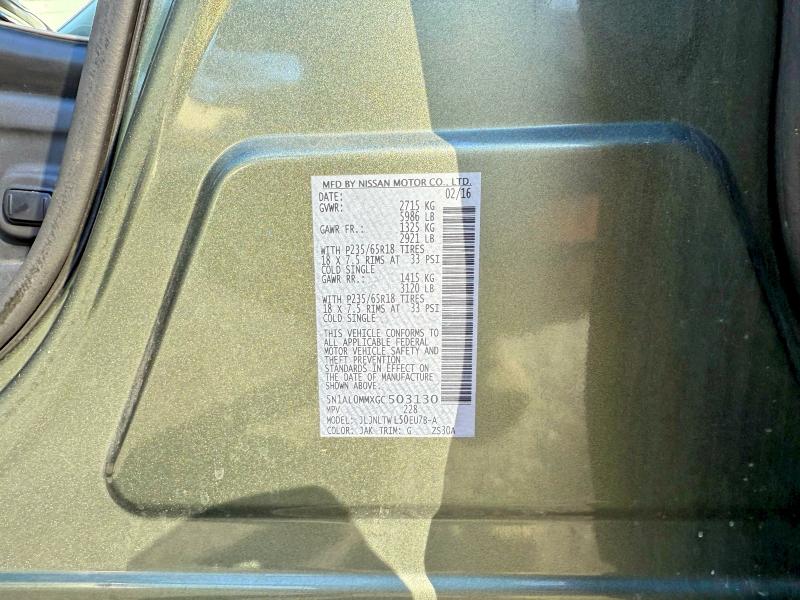 MFD BY NISSAN MOTOR CO., LTD.
DATE: 02/16
GVWR: 2715 KG
5986 LB
GAWR FR.: 1325 KG
2921 LB
WITH P235/65R18 TIRES
18 X 7.5 RIMS AT 33 PSI
COLD SINGLE
GAWR RR.: 1415 KG
3120 LB
WITH P235/65R18 TIRES
18 X 7.5 RIMS AT 33 PSI
COLD SINGLE
THIS VEHICLE CONFORMS TO
ALL APPLICABLE FEDERAL
MOTOR VEHICLE SAFETY AND
THEFT PREVENTION
STANDARDS IN EFFECT ON
THE DATE OF MANUFACTURE
SHOWN ABOVE.
5N1AL0MMXGC503130
MPV 228
MODEL: JLJNLTWL50EU7B-A
COLOR: JAK TRIM: G ZS30A